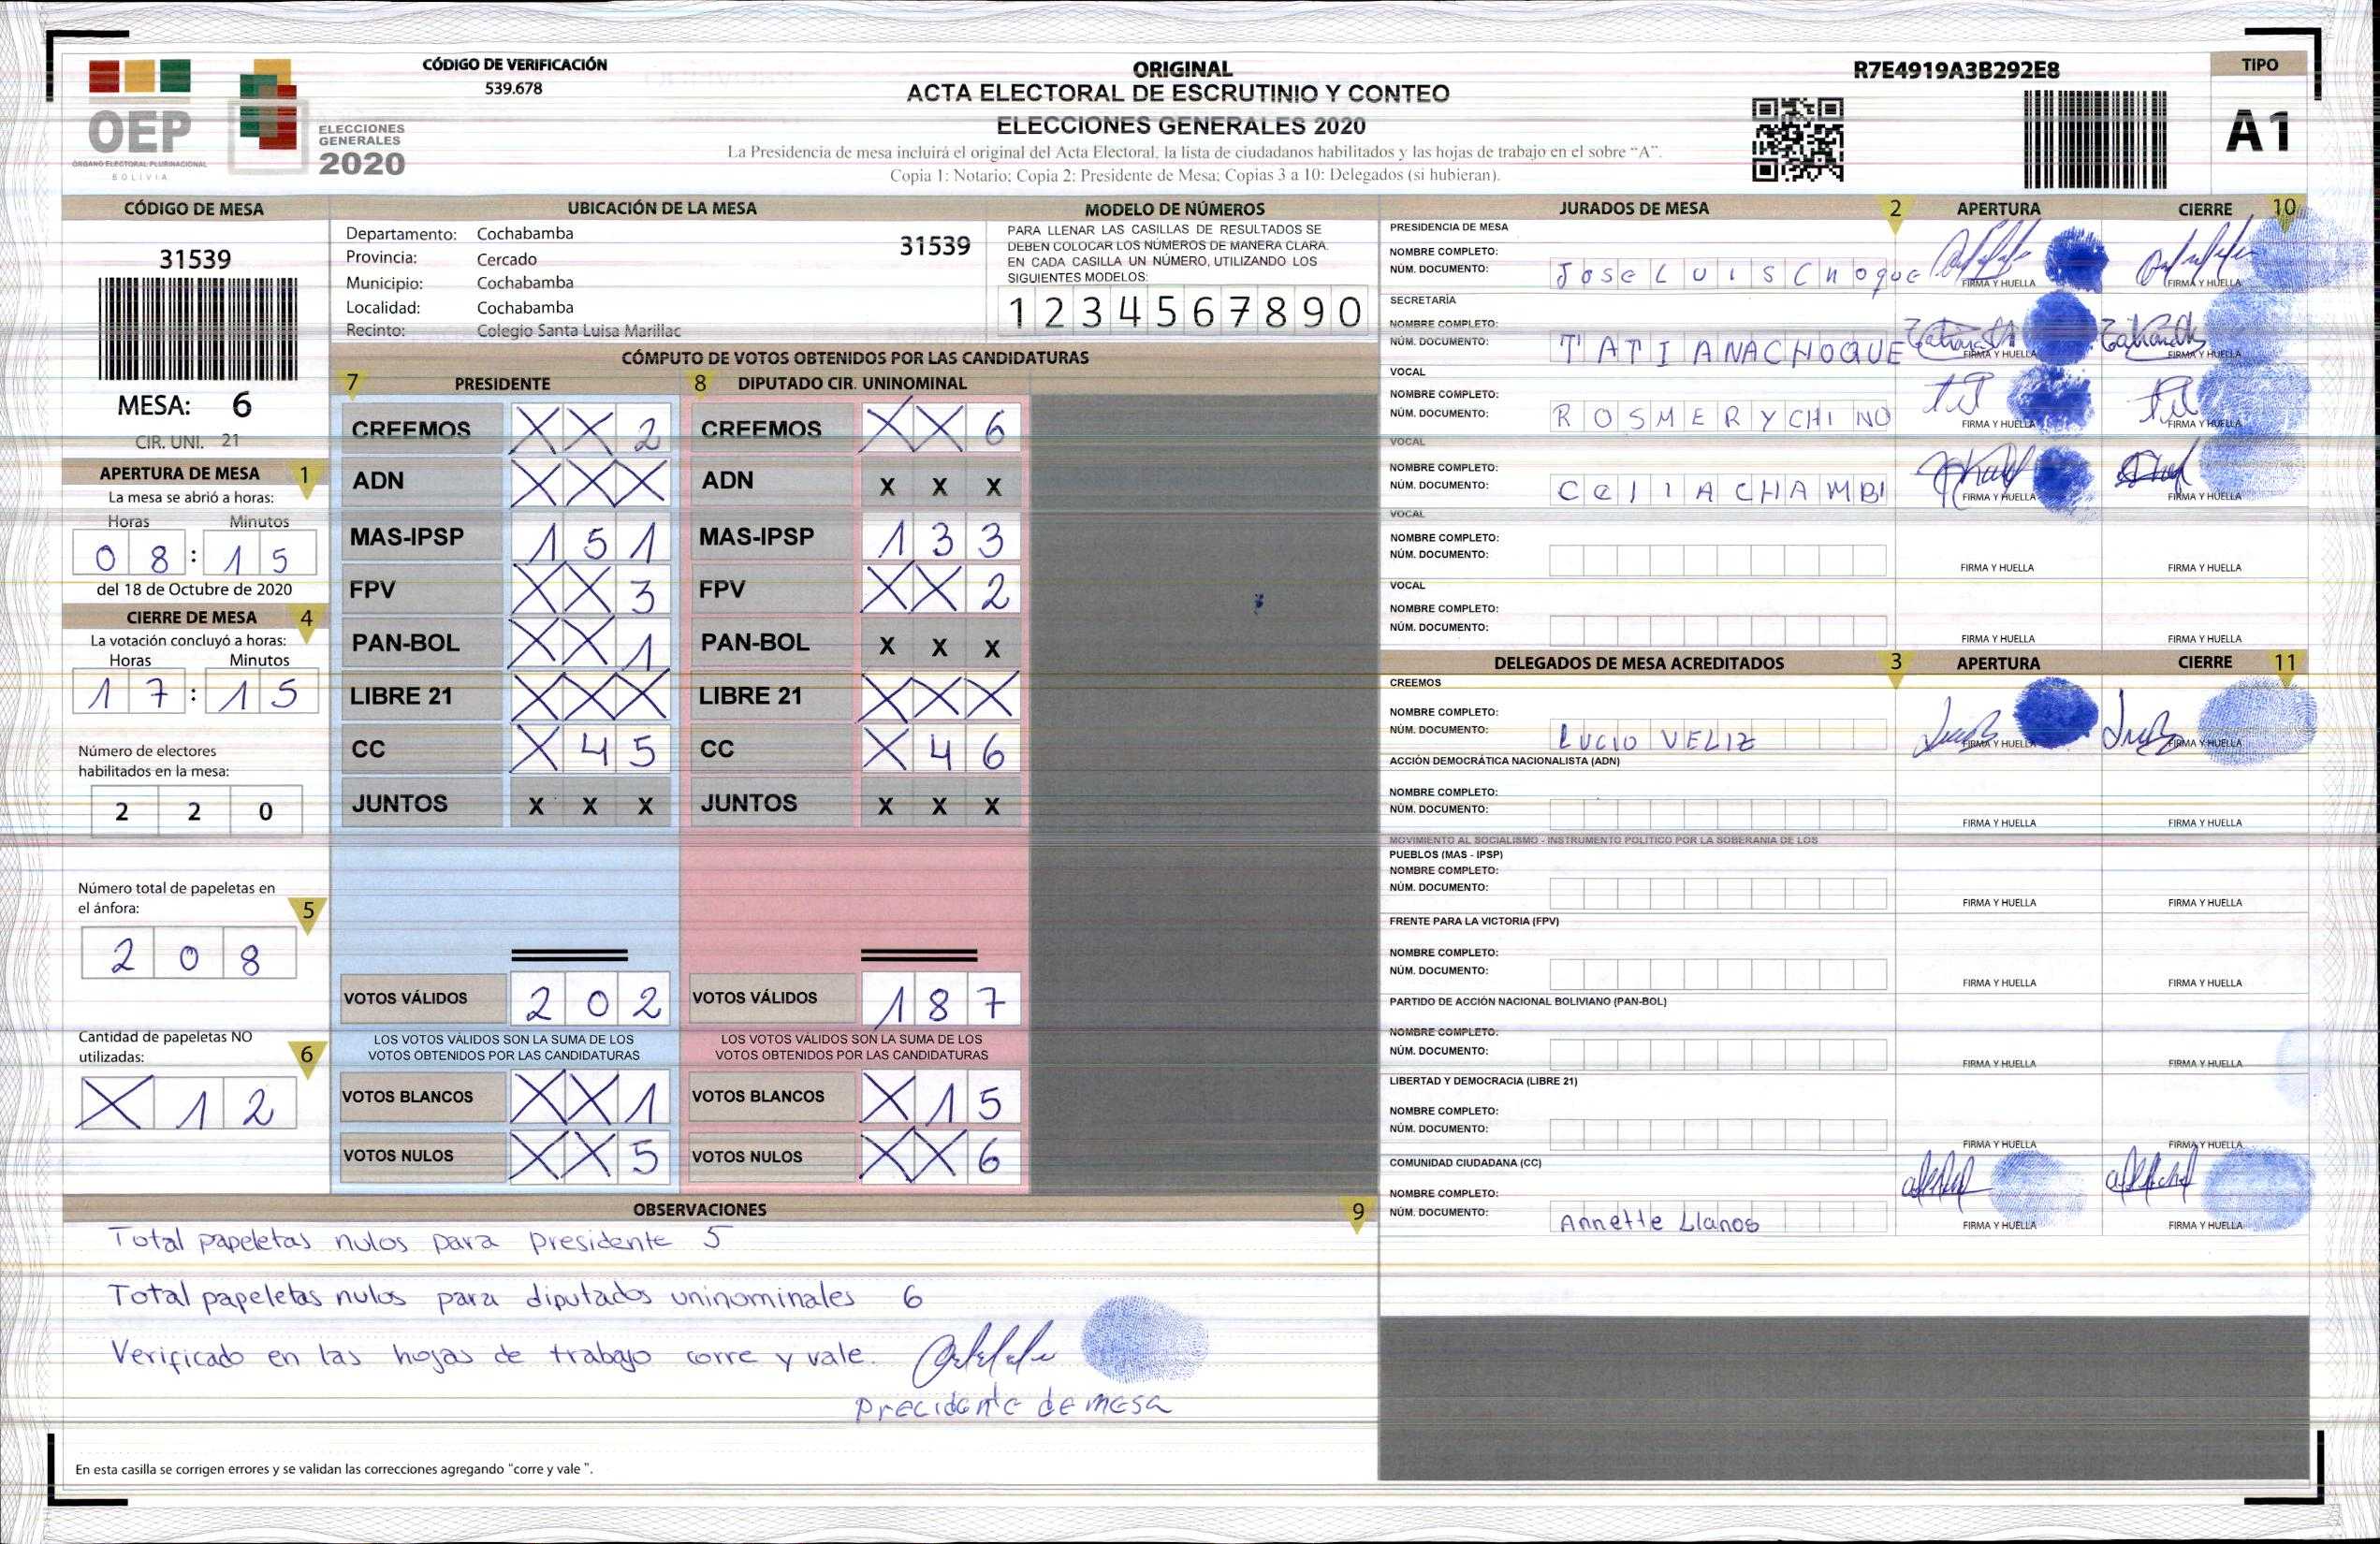 OEP
ÓRGANO ELECTORAL PLURINACIONAL
BOLIVIA
ELECCIONES
GENERALES
2020
CÓDIGO DE VERIFICACIÓN
539.678
ORIGINAL
ACTA ELECTORAL DE ESCRUTINIO Y CONTEO
ELECCIONES GENERALES 2020
La Presidencia de mesa incluirá el original del Acta Electoral, la lista de ciudadanos habilitados y las hojas de trabajo en el sobre “A”.
Copia 1: Notario; Copia 2: Presidente de Mesa; Copias 3 a 10: Delegados (si hubieran).
R7E4919A3B292E8
TIPO
A1
CÓDIGO DE MESA
31539
MESA: 6
CIR. UNI. 21
APERTURA DE MESA 1
La mesa se abrió a horas:
Horas Minutos
08:15
del 18 de Octubre de 2020
CIERRE DE MESA 4
La votación concluyó a horas:
Horas Minutos
17:15
Número de electores
habilitados en la mesa:
2 2 0
Número total de papeletas en
el ánfora:
5
2 0 8
Cantidad de papeletas NO
utilizadas:
6
X 1 2
UBICACIÓN DE LA MESA
Departamento: Cochabamba
31539
Provincia: Cercado
Municipio: Cochabamba
Localidad: Cochabamba
Recinto: Colegio Santa Luisa Marillac
MODELO DE NÚMEROS
PARA LLENAR LAS CASILLAS DE RESULTADOS SE
DEBEN COLOCAR LOS NÚMEROS DE MANERA CLARA.
EN CADA CASILLA UN NÚMERO, UTILIZANDO LOS
SIGUIENTES MODELOS:
1 2 3 4 5 6 7 8 9 0
CÓMPUTO DE VOTOS OBTENIDOS POR LAS CANDIDATURAS
7 PRESIDENTE 8 DIPUTADO CIR. UNINOMINAL
CREEMOS X X 2 CREEMOS X X 6
ADN X X X ADN X X X
MAS-IPSP 1 5 1 MAS-IPSP 1 3 3
FPV X X 3 FPV X X 2
PAN-BOL X X 1 PAN-BOL X X X
LIBRE 21 X X X LIBRE 21 X X X
CC X 4 5 CC X 4 6
JUNTOS X X X JUNTOS X X X
VOTOS VÁLIDOS 2 0 2 VOTOS VÁLIDOS 1 8 7
LOS VOTOS VÁLIDOS SON LA SUMA DE LOS LOS VOTOS VÁLIDOS SON LA SUMA DE LOS
VOTOS OBTENIDOS POR LAS CANDIDATURAS VOTOS OBTENIDOS POR LAS CANDIDATURAS
VOTOS BLANCOS X X 1 VOTOS BLANCOS X 1 5
VOTOS NULOS X X 5 VOTOS NULOS X X 6
OBSERVACIONES 9
Total papeletas nulos para presidente 5
Total papeletas nulos para diputados uninominales 6
Verificado en las hojas de trabajo corre y vale.
Precidente de mesa
En esta casilla se corrigen errores y se validan las correcciones agregando “corre y vale ”.
JURADOS DE MESA 2 APERTURA CIERRE 10
PRESIDENCIA DE MESA
NOMBRE COMPLETO:
NÚM. DOCUMENTO: Jose Luis Choque
FIRMA Y HUELLA FIRMA Y HUELLA
SECRETARÍA
NOMBRE COMPLETO:
NÚM. DOCUMENTO: TATIANACHOQUE
FIRMA Y HUELLA FIRMA Y HUELLA
VOCAL
NOMBRE COMPLETO:
NÚM. DOCUMENTO: ROSMERYCHINO
FIRMA Y HUELLA FIRMA Y HUELLA
VOCAL
NOMBRE COMPLETO:
NÚM. DOCUMENTO: CeliACHAMBI
FIRMA Y HUELLA FIRMA Y HUELLA
VOCAL
NOMBRE COMPLETO:
NÚM. DOCUMENTO:
FIRMA Y HUELLA FIRMA Y HUELLA
VOCAL
NOMBRE COMPLETO:
NÚM. DOCUMENTO:
FIRMA Y HUELLA FIRMA Y HUELLA
DELEGADOS DE MESA ACREDITADOS 3 APERTURA CIERRE 11
CREEMOS
NOMBRE COMPLETO:
NÚM. DOCUMENTO: LUCIO VELIZ
FIRMA Y HUELLA FIRMA Y HUELLA
ACCIÓN DEMOCRÁTICA NACIONALISTA (ADN)
NOMBRE COMPLETO:
NÚM. DOCUMENTO:
FIRMA Y HUELLA FIRMA Y HUELLA
MOVIMIENTO AL SOCIALISMO - INSTRUMENTO POLITICO POR LA SOBERANIA DE LOS
PUEBLOS (MAS - IPSP)
NOMBRE COMPLETO:
NÚM. DOCUMENTO:
FIRMA Y HUELLA FIRMA Y HUELLA
FRENTE PARA LA VICTORIA (FPV)
NOMBRE COMPLETO:
NÚM. DOCUMENTO:
FIRMA Y HUELLA FIRMA Y HUELLA
PARTIDO DE ACCIÓN NACIONAL BOLIVIANO (PAN-BOL)
NOMBRE COMPLETO:
NÚM. DOCUMENTO:
FIRMA Y HUELLA FIRMA Y HUELLA
LIBERTAD Y DEMOCRACIA (LIBRE 21)
NOMBRE COMPLETO:
NÚM. DOCUMENTO:
FIRMA Y HUELLA FIRMA Y HUELLA
COMUNIDAD CIUDADANA (CC)
NOMBRE COMPLETO:
NÚM. DOCUMENTO: Annette Llanos
FIRMA Y HUELLA FIRMA Y HUELLA